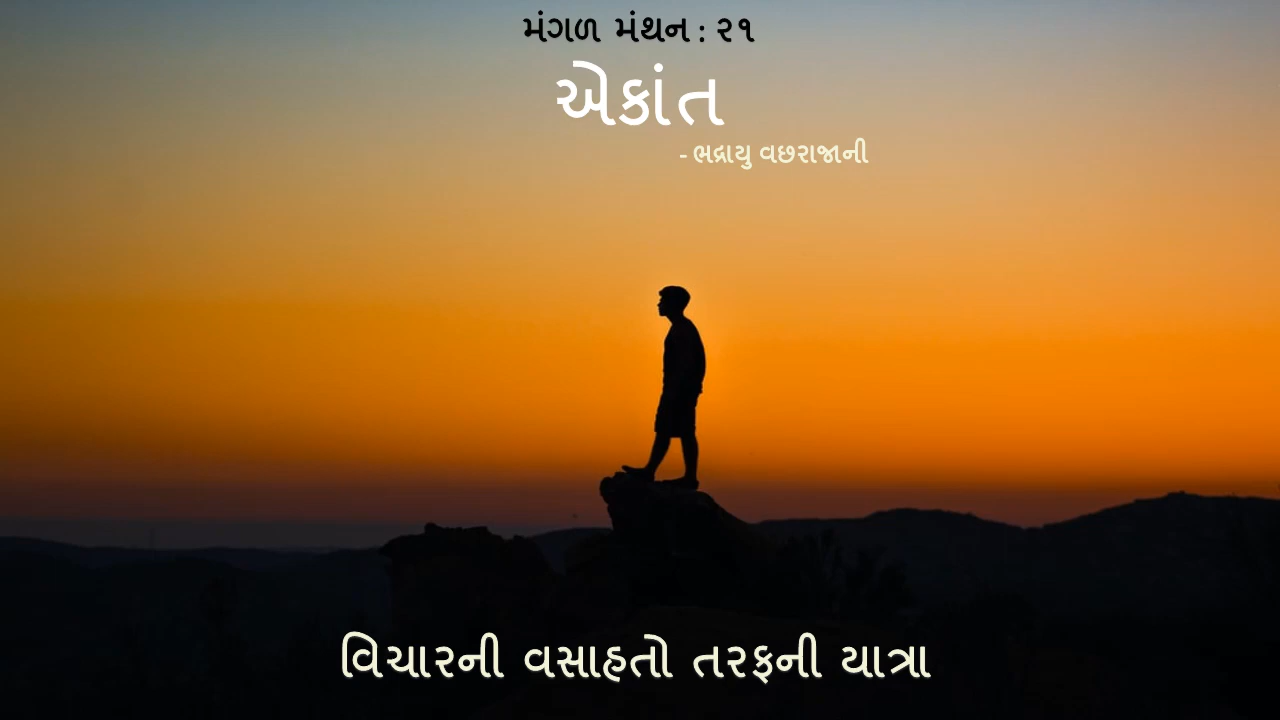 મંગળ મંથન : ૨૧
એકાંત
- ભદ્રાયુ વછરાજાની
વિચારની વસાહતો તરફની યાત્રા